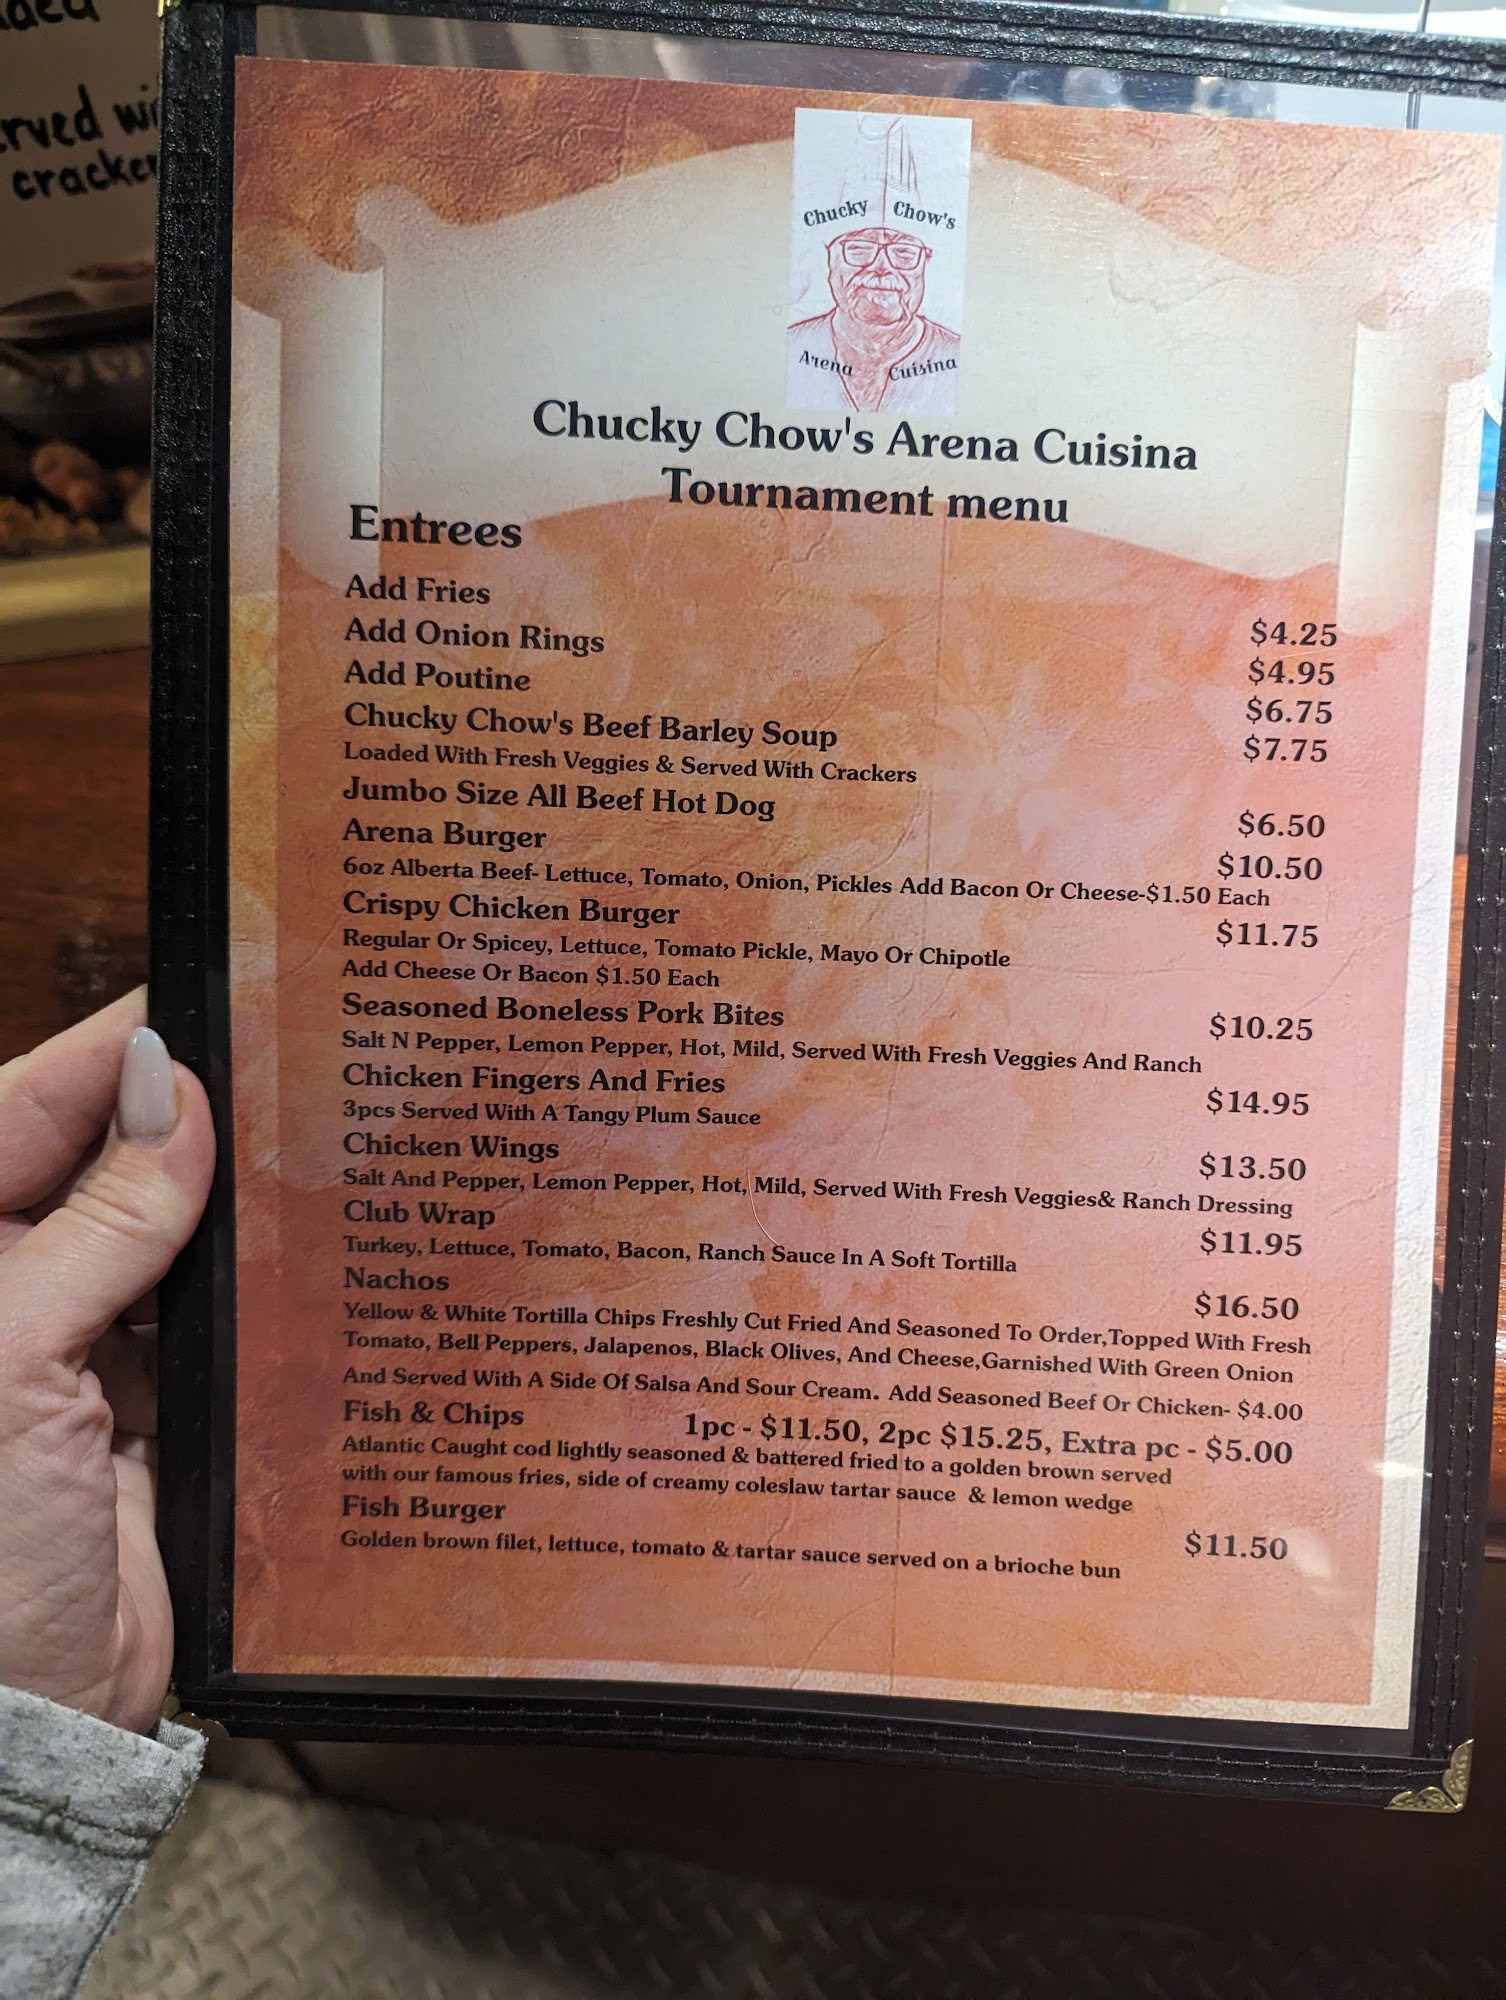 rved wi
cracker
Chucky Chow's
Arena Cuisina
Chucky Chow's Arena Cuisina
Tournament menu
Entrees
Add Fries $4.25
Add Onion Rings $4.95
Add Poutine $6.75
Chucky Chow's Beef Barley Soup $7.75
Loaded With Fresh Veggies & Served With Crackers
Jumbo Size All Beef Hot Dog $6.50
Arena Burger $10.50
6oz Alberta Beef- Lettuce, Tomato, Onion, Pickles Add Bacon Or Cheese-$1.50 Each
Crispy Chicken Burger $11.75
Regular Or Spicey, Lettuce, Tomato Pickle, Mayo Or Chipotle
Add Cheese Or Bacon $1.50 Each
Seasoned Boneless Pork Bites $10.25
Salt N Pepper, Lemon Pepper, Hot, Mild, Served With Fresh Veggies And Ranch
Chicken Fingers And Fries $14.95
3pcs Served With A Tangy Plum Sauce
Chicken Wings $13.50
Salt And Pepper, Lemon Pepper, Hot, Mild, Served With Fresh Veggies& Ranch Dressing
Club Wrap $11.95
Turkey, Lettuce, Tomato, Bacon, Ranch Sauce In A Soft Tortilla
Nachos $16.50
Yellow & White Tortilla Chips Freshly Cut Fried And Seasoned To Order,Topped With Fresh
Tomato, Bell Peppers, Jalapenos, Black Olives, And Cheese,Garnished With Green Onion
And Served With A Side Of Salsa And Sour Cream. Add Seasoned Beef Or Chicken- $4.00
Fish & Chips 1pc - $11.50, 2pc $15.25, Extra pc - $5.00
Atlantic Caught cod lightly seasoned & battered fried to a golden brown served
with our famous fries, side of creamy coleslaw tartar sauce & lemon wedge
Fish Burger $11.50
Golden brown filet, lettuce, tomato & tartar sauce served on a brioche bun